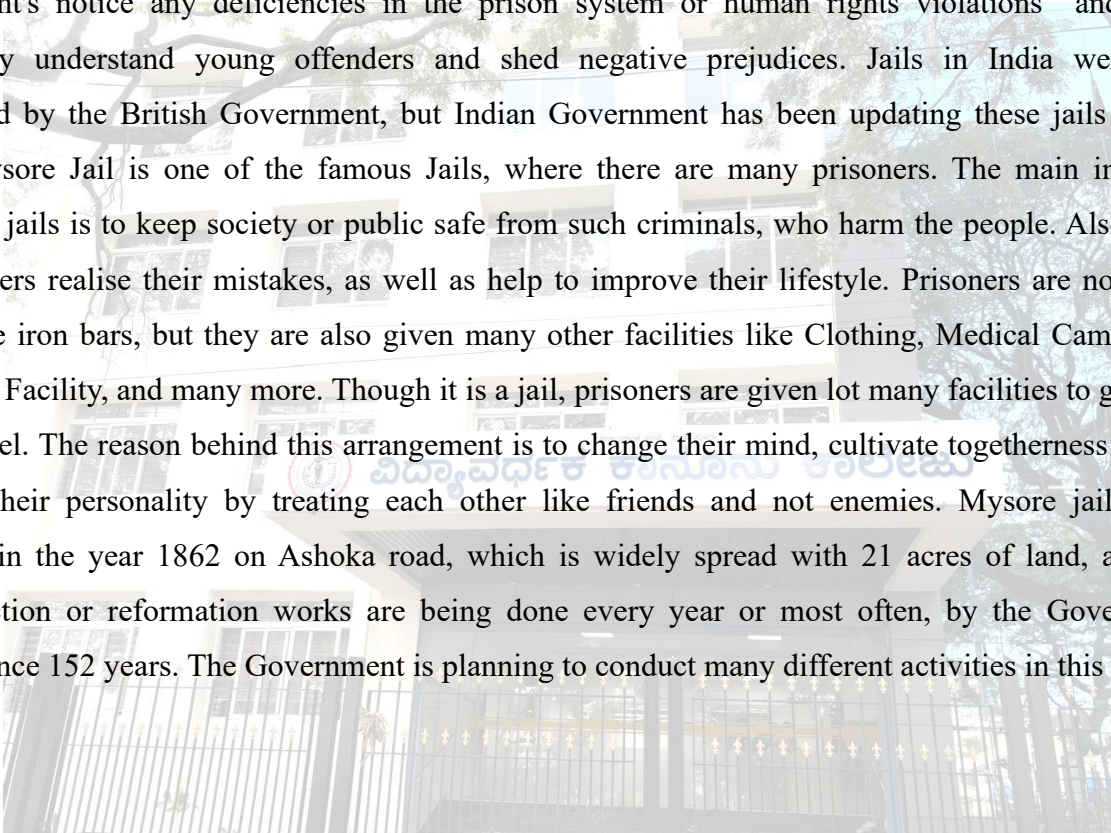 nt's notice any deficiencies in the prison system or human rights violations and
y understand young offenders and shed negative prejudices. Jails in India we
d by the British Government, but Indian Government has been updating these jails
ysore Jail is one of the famous Jails, where there are many prisoners. The main in
jails is to keep society or public safe from such criminals, who harm the people. Als
ers realise their mistakes, as well as help to improve their lifestyle. Prisoners are no
e iron bars, but they are also given many other facilities like Clothing, Medical Cam
Facility, and many more. Though it is a jail, prisoners are given lot many facilities to g
el. The reason behind this arrangement is to change their mind, cultivate togetherness
ವಿದ್ಯಾವರ್ಧಕ ಕಾನೂನು ಕಾಲೇಜು
heir personality by treating each other like friends and not enemies. Mysore jail
in the year 1862 on Ashoka road, which is widely spread with 21 acres of land, a
ction or reformation works are being done every year or most often, by the Gove
nce 152 years. The Government is planning to conduct many different activities in this